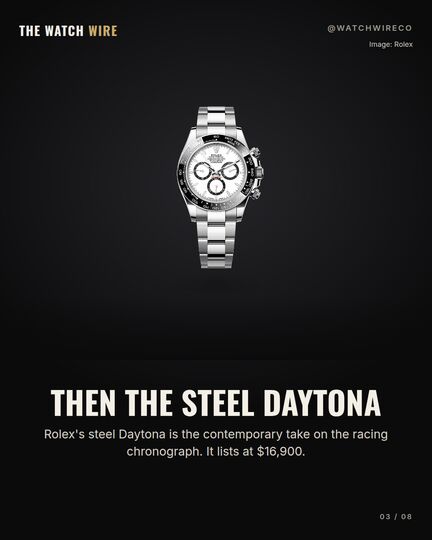 THE WATCH WIRE
@WATCHWIRECO
Image: Rolex
THEN THE STEEL DAYTONA
Rolex's steel Daytona is the contemporary take on the racing
chronograph. It lists at $16,900.
03 / 08